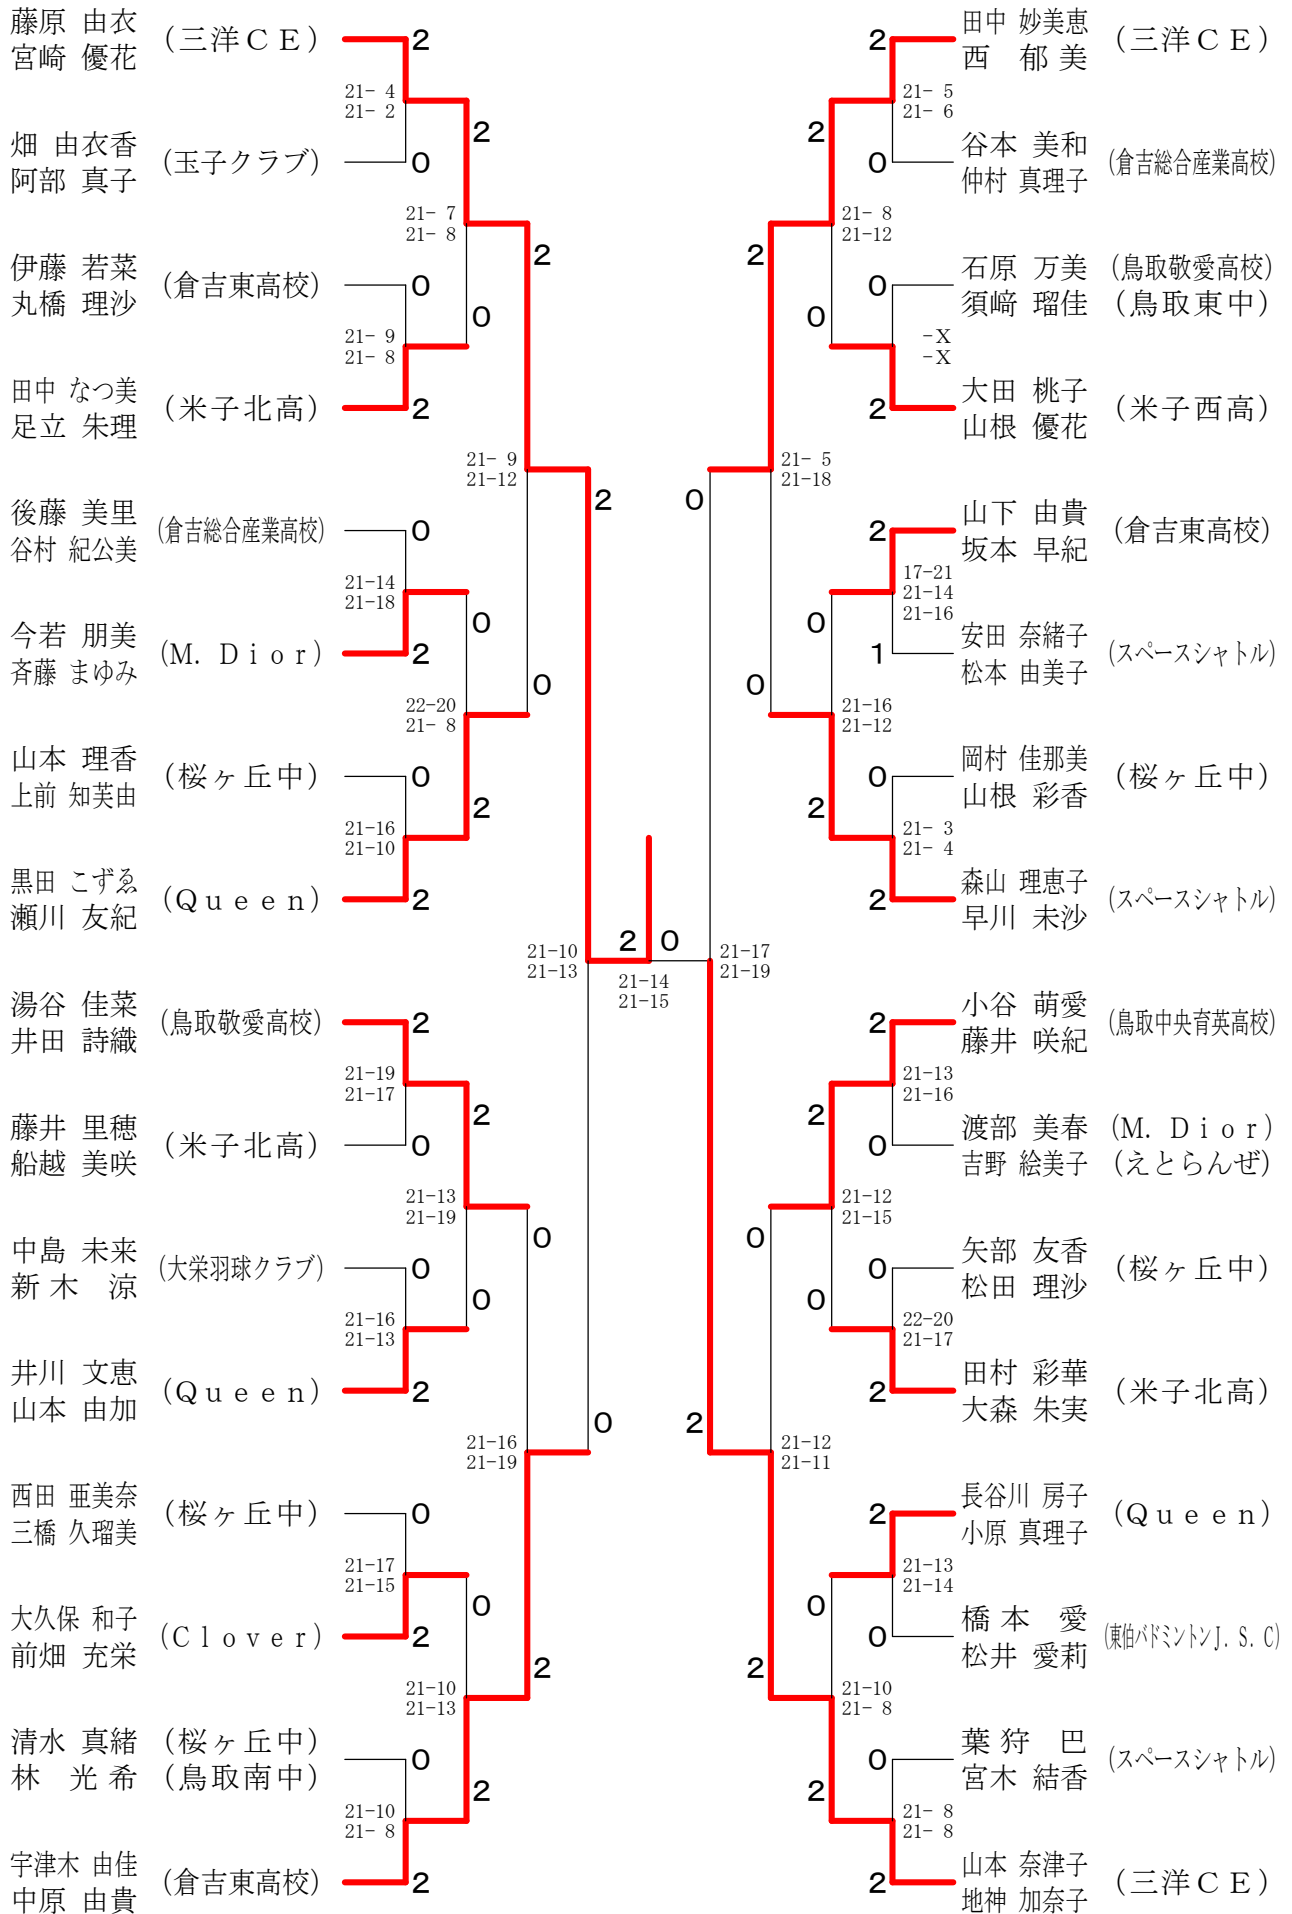 藤原 由衣
宮崎 優花
(三洋CE)
2
21- 4
21- 2
畑 由衣香
阿部 真子
(玉子クラブ)
0
2
21- 7
21- 8
伊藤 若菜
丸橋 理沙
(倉吉東高校)
0
2
0
21- 9
21- 8
田中 なつ美
足立 朱理
(米子北高)
2
21- 9
21-12
2
後藤 美里
谷村 紀公美
(倉吉総合産業高校)
0
21-14
21-18
0
今若 朋美
斉藤 まゆみ
(M. Dior)
2
0
22-20
21- 8
山本 理香
上前 知芙由
(桜ヶ丘中)
0
2
21-16
21-10
黒田 こずゑ
瀬川 友紀
(Queen)
2
21-10
21-13
2 0
21-14
21-15
湯谷 佳菜
井田 詩織
(鳥取敬愛高校)
2
21-19
21-17
2
藤井 里穂
船越 美咲
(米子北高)
0
21-13
21-19
0
中島 未来
新木 涼
(大栄羽球クラブ)
0
0
21-16
21-13
井川 文恵
山本 由加
(Queen)
2
0
21-16
21-19
西田 亜美奈
三橋 久瑠美
(桜ヶ丘中)
0
21-17
21-15
0
大久保 和子
前畑 充栄
(Clover)
2
2
21-10
21-13
清水 真緒
林 光希
(桜ヶ丘中)
(鳥取南中)
0
2
21-10
21- 8
宇津木 由佳
中原 由貴
(倉吉東高校)
2
2
田中 妙美恵
西 郁美
(三洋CE)
21- 5
21- 6
2
0
谷本 美和
仲村 真理子
(倉吉総合産業高校)
21- 8
21-12
2
0
石原 万美
須﨑 瑠佳
(鳥取敬愛高校)
(鳥取東中)
0
-X
-X
2
大田 桃子
山根 優花
(米子西高)
21- 5
21-18
0
2
山下 由貴
坂本 早紀
(倉吉東高校)
17-21
21-14
21-16
0
1
安田 奈緒子
松本 由美子
(スペースシャトル)
0
21-16
21-12
0
岡村 佳那美
山根 彩香
(桜ヶ丘中)
2
21- 3
21- 4
2
森山 理恵子
早川 未沙
(スペースシャトル)
21-17
21-19
2
小谷 萌愛
藤井 咲紀
(鳥取中央育英高校)
21-13
21-16
2
0
渡部 美春
吉野 絵美子
(M. Dior)
(えとらんぜ)
21-12
21-15
0
0
矢部 友香
松田 理沙
(桜ヶ丘中)
0
22-20
21-17
2
田村 彩華
大森 朱実
(米子北高)
2
21-12
21-11
2
長谷川 房子
小原 真理子
(Queen)
21-13
21-14
0
0
橋本 愛
松井 愛莉
(東伯バドミントンJ. S. C)
2
21-10
21- 8
0
葉狩 巴
宮木 結香
(スペースシャトル)
2
21- 8
21- 8
2
山本 奈津子
地神 加奈子
(三洋CE)